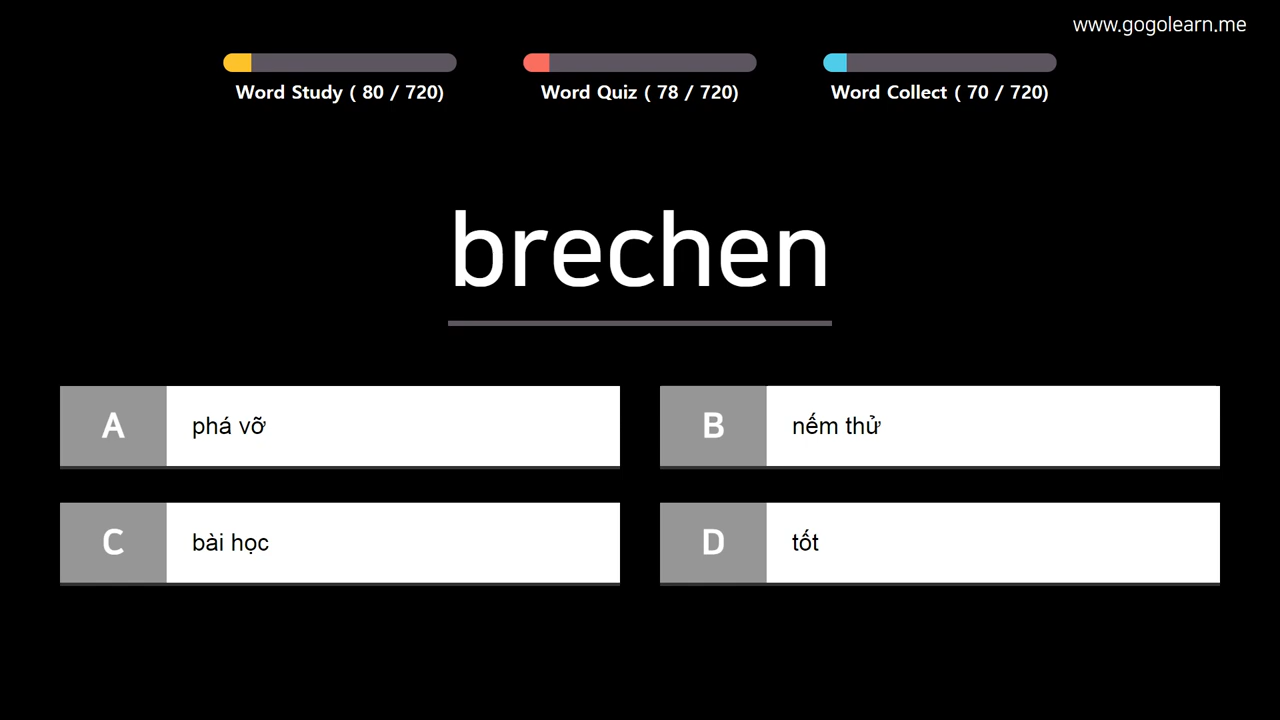 www.gogolearn.me
Word Study ( 80 / 720)
Word Quiz ( 78 / 720)
Word Collect ( 70 / 720)
brechen
A phá vỡ
B nếm thử
C bài học
D tốt